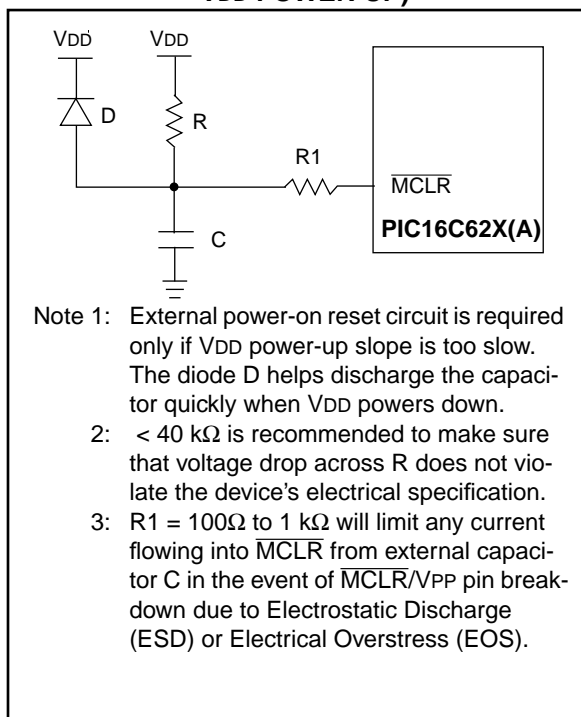 VDD POWER-UP)
VDD VDD
D
R
R1
MCLR
PIC16C62X(A)
C
Note 1: External power-on reset circuit is required
only if VDD power-up slope is too slow.
The diode D helps discharge the capaci-
tor quickly when VDD powers down.
2: < 40 kΩ is recommended to make sure
that voltage drop across R does not vio-
late the device's electrical specification.
3: R1 = 100Ω to 1 kΩ will limit any current
flowing into MCLR from external capaci-
tor C in the event of MCLR/VPP pin break-
down due to Electrostatic Discharge
(ESD) or Electrical Overstress (EOS).